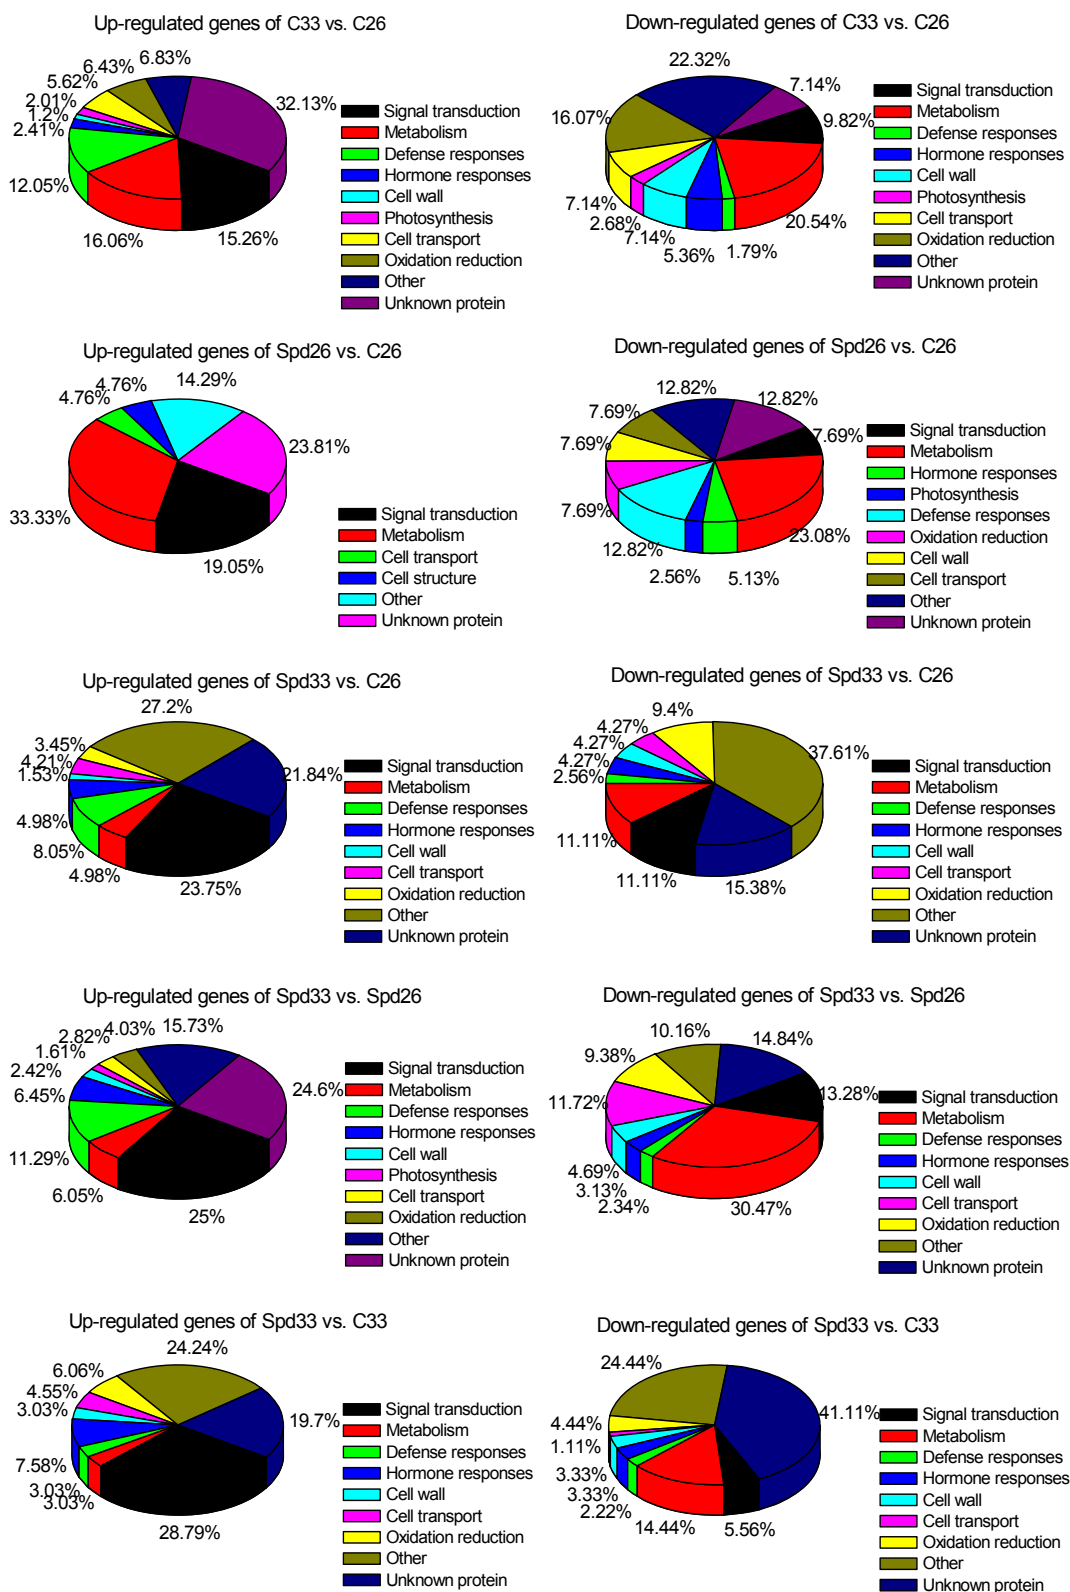 Up-regulated genes of C33 vs. C26
6.83%
6.43%
5.62%
2.01%
1.2%
2.41%
12.05%
16.06%
15.26%
32.13%
Signal transduction
Metabolism
Defense responses
Hormone responses
Cell wall
Photosynthesis
Cell transport
Oxidation reduction
Other
Unknown protein
Down-regulated genes of C33 vs. C26
22.32%
7.14%
9.82%
16.07%
7.14%
2.68%
7.14%
5.36%
1.79%
20.54%
Signal transduction
Metabolism
Defense responses
Hormone responses
Cell wall
Photosynthesis
Cell transport
Oxidation reduction
Other
Unknown protein
Up-regulated genes of Spd26 vs. C26
14.29%
4.76%
4.76%
23.81%
33.33%
19.05%
Signal transduction
Metabolism
Cell transport
Cell structure
Other
Unknown protein
Down-regulated genes of Spd26 vs. C26
12.82%
12.82%
7.69%
7.69%
7.69%
7.69%
12.82%
2.56%
5.13%
23.08%
Signal transduction
Metabolism
Hormone responses
Photosynthesis
Defense responses
Oxidation reduction
Cell wall
Cell transport
Other
Unknown protein
Up-regulated genes of Spd33 vs. C26
27.2%
3.45%
4.21%
1.53%
4.98%
8.05%
4.98%
23.75%
21.84%
Signal transduction
Metabolism
Defense responses
Hormone responses
Cell wall
Cell transport
Oxidation reduction
Other
Unknown protein
Down-regulated genes of Spd33 vs. C26
9.4%
4.27%
4.27%
4.27%
2.56%
11.11%
11.11%
15.38%
37.61%
Signal transduction
Metabolism
Defense responses
Hormone responses
Cell wall
Cell transport
Oxidation reduction
Other
Unknown protein
Up-regulated genes of Spd33 vs. Spd26
15.73%
4.03%
2.82%
1.61%
2.42%
6.45%
11.29%
6.05%
25%
24.6%
Signal transduction
Metabolism
Defense responses
Hormone responses
Cell wall
Photosynthesis
Cell transport
Oxidation reduction
Other
Unknown protein
Down-regulated genes of Spd33 vs. Spd26
10.16%
14.84%
9.38%
13.28%
11.72%
4.69%
3.13%
2.34%
30.47%
Signal transduction
Metabolism
Defense responses
Hormone responses
Cell wall
Cell transport
Oxidation reduction
Other
Unknown protein
Up-regulated genes of Spd33 vs. C33
24.24%
6.06%
4.55%
3.03%
7.58%
3.03%
3.03%
28.79%
19.7%
Signal transduction
Metabolism
Defense responses
Hormone responses
Cell wall
Cell transport
Oxidation reduction
Other
Unknown protein
Down-regulated genes of Spd33 vs. C33
24.44%
41.11%
4.44%
1.11%
3.33%
3.33%
2.22%
14.44%
5.56%
Signal transduction
Metabolism
Defense responses
Hormone responses
Cell wall
Cell transport
Oxidation reduction
Other
Unknown protein